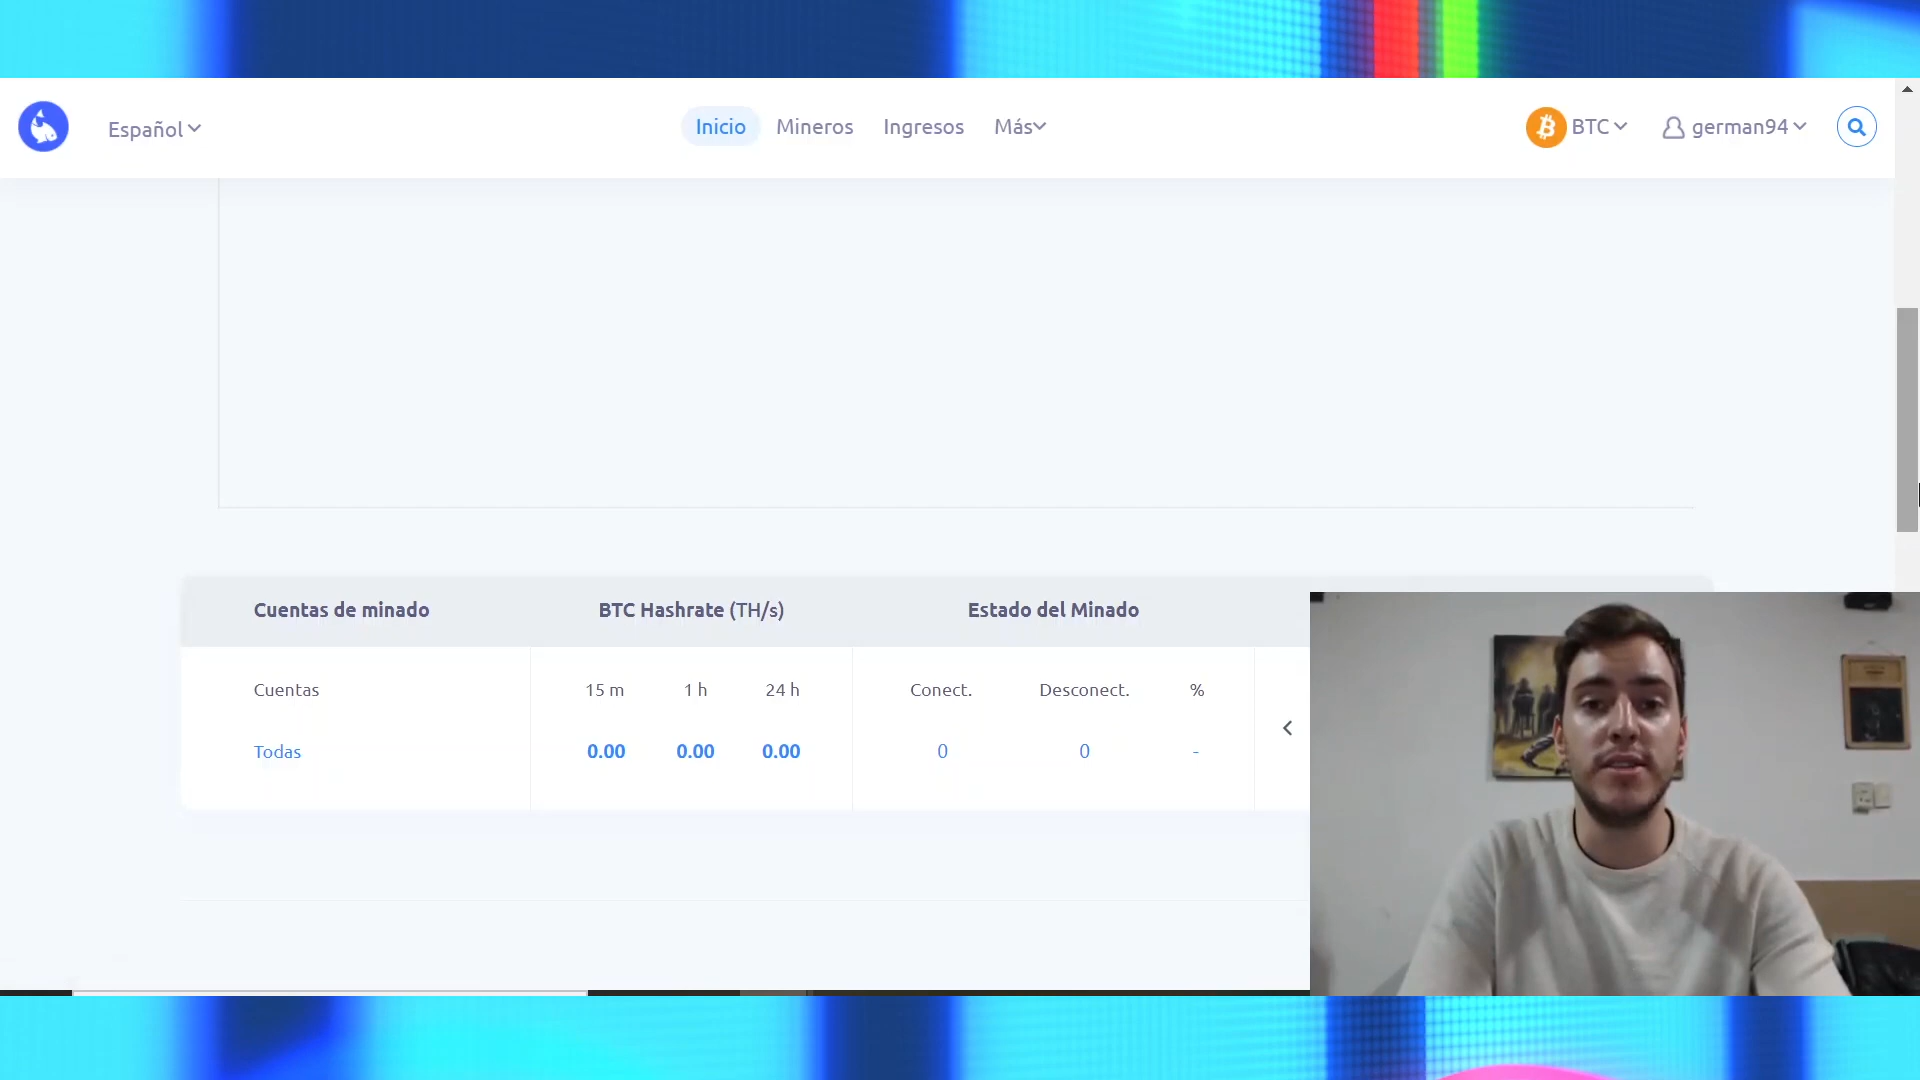 Español
Inicio Mineros Ingresos Más
BTC german94
Cuentas de minado BTC Hashrate (TH/s) Estado del Minado
Cuentas 15 m 1 h 24 h Conect. Desconect. %
Todas 0.00 0.00 0.00 0 0 -